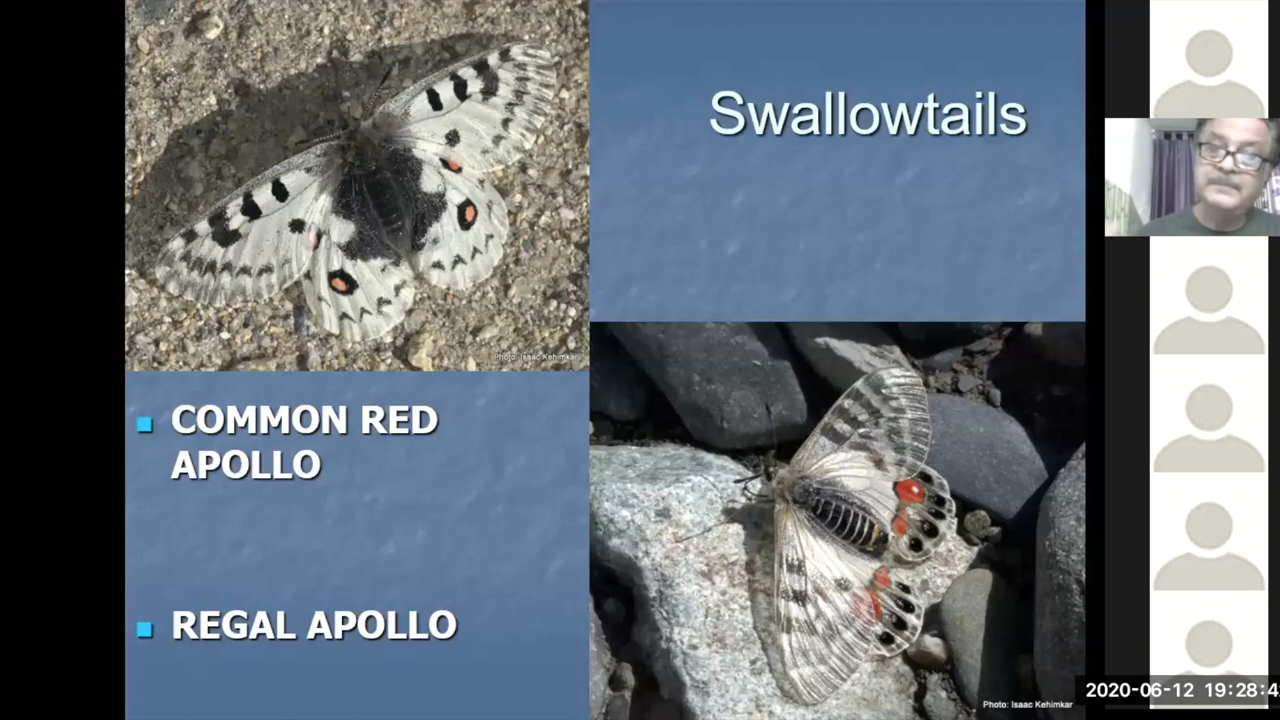 Swallowtails
Photo: Isaac Kehimkar
COMMON RED
APOLLO
REGAL APOLLO
Photo: Isaac Kehimkar
2020-06-12 19:28:4